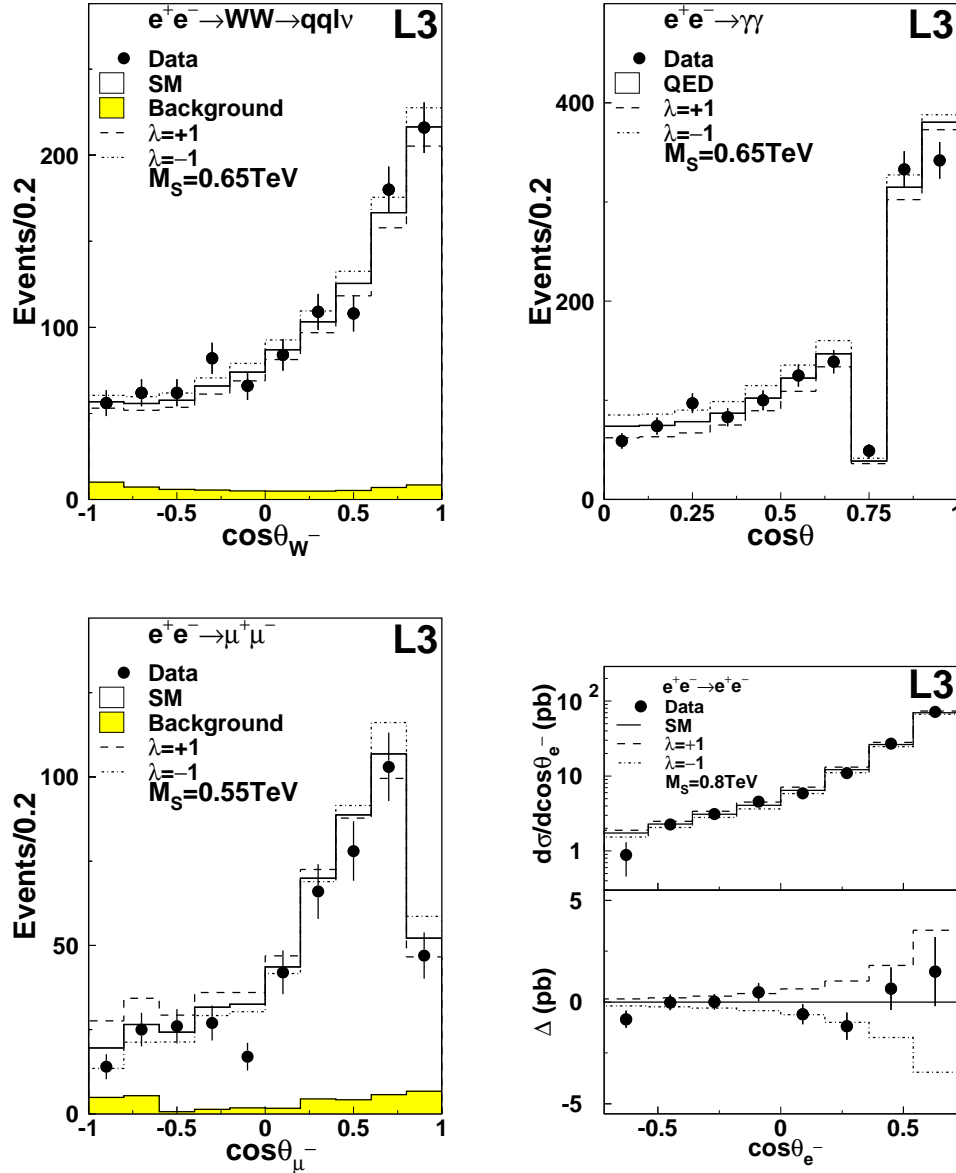 e⁺e⁻→WW→qqlν
L3
Data
SM
Background
λ=+1
λ=−1
M_S=0.65TeV
Events/0.2
200
100
0
-1 -0.5 0 0.5 1
cosθ_W⁻
e⁺e⁻→γγ
L3
Data
QED
λ=+1
λ=−1
M_S=0.65TeV
Events/0.2
400
200
0
0 0.25 0.5 0.75 1
cosθ
e⁺e⁻→μ⁺μ⁻
L3
Data
SM
Background
λ=+1
λ=−1
M_S=0.55TeV
Events/0.2
100
50
0
-1 -0.5 0 0.5 1
cosθ_μ⁻
e⁺e⁻→e⁺e⁻
L3
Data
SM
λ=+1
λ=−1
M_S=0.8TeV
dσ/dcosθ_e⁻ (pb)
10²
10
1
Δ (pb)
5
0
-5
-0.5 0 0.5
cosθ_e⁻